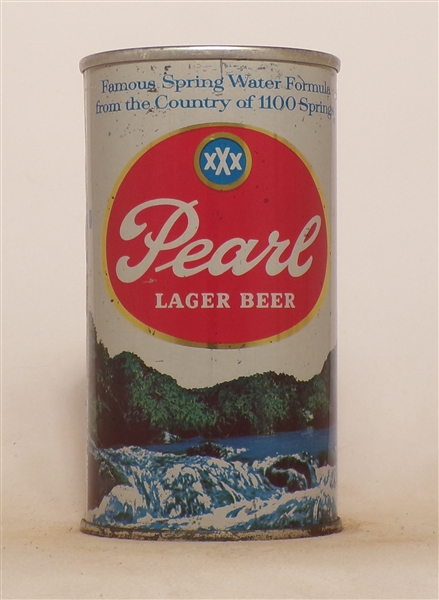 Famous Spring Water Formula
from the Country of 1100 Springs
XXX
Pearl
LAGER BEER